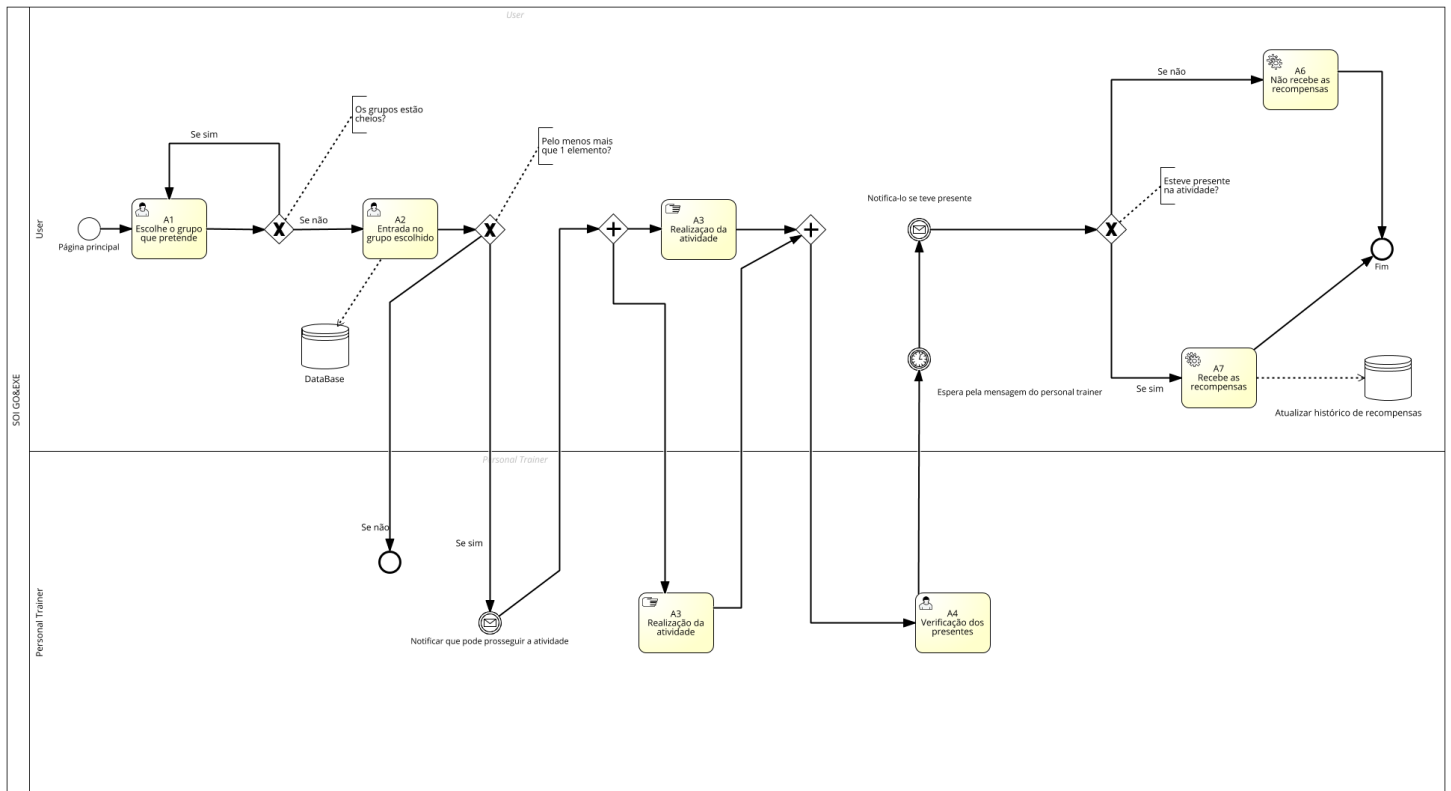 User
SOI GO&EXE
User
Página principal
A1
Escolhe o grupo
que pretende
Se sim
Os grupos estão
cheios?
Se não
A2
Entrada no
grupo escolhido
DataBase
Pelo menos mais
que 1 elemento?
A3
Realizaçao da
atividade
Notifica-lo se teve presente
Espera pela mensagem do personal trainer
Esteve presente
na atividade?
Se não
A6
Não recebe as
recompensas
Fim
Se sim
A7
Recebe as
recompensas
Atualizar histórico de recompensas
Personal Trainer
Personal Trainer
Se não
Se sim
Notificar que pode prosseguir a atividade
A3
Realização da
atividade
A4
Verificação dos
presentes